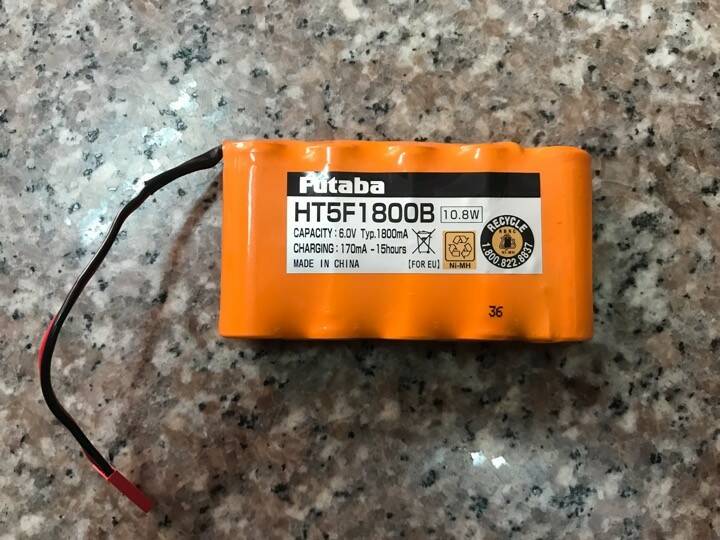 Futaba
HT5F1800B 10.8W
CAPACITY : 6.0V Typ.1800mA
CHARGING : 170mA -15hours
MADE IN CHINA [FOR EU] Ni-MH
RECYCLE
1.800.822.8837
36